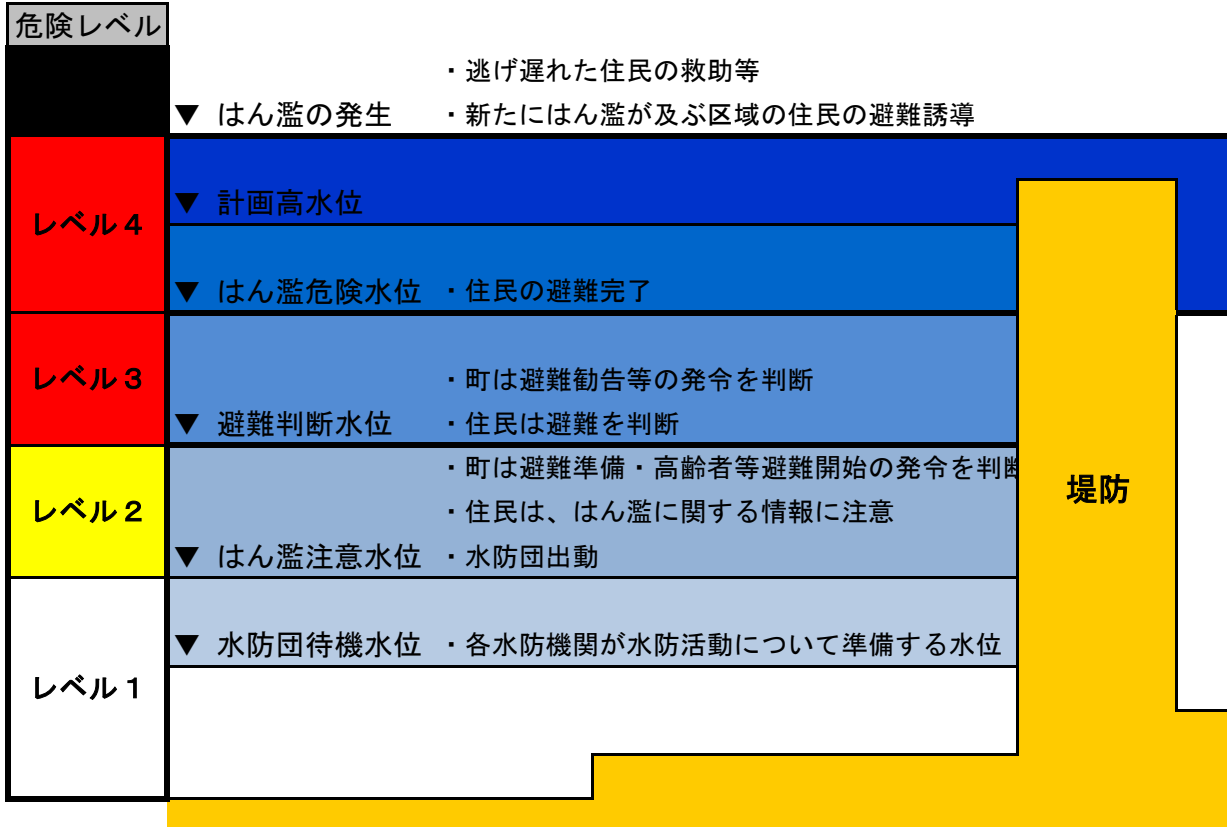 危険レベル
・逃げ遅れた住民の救助等
▼ はん濫の発生 ・新たにはん濫が及ぶ区域の住民の避難誘導
▼ 計画高水位
レベル４
▼ はん濫危険水位 ・住民の避難完了
レベル３ ・町は避難勧告等の発令を判断
▼ 避難判断水位 ・住民は避難を判断
・町は避難準備・高齢者等避難開始の発令を判断
堤防
レベル２ ・住民は、はん濫に関する情報に注意
▼ はん濫注意水位 ・水防団出動
▼ 水防団待機水位 ・各水防機関が水防活動について準備する水位
レベル１